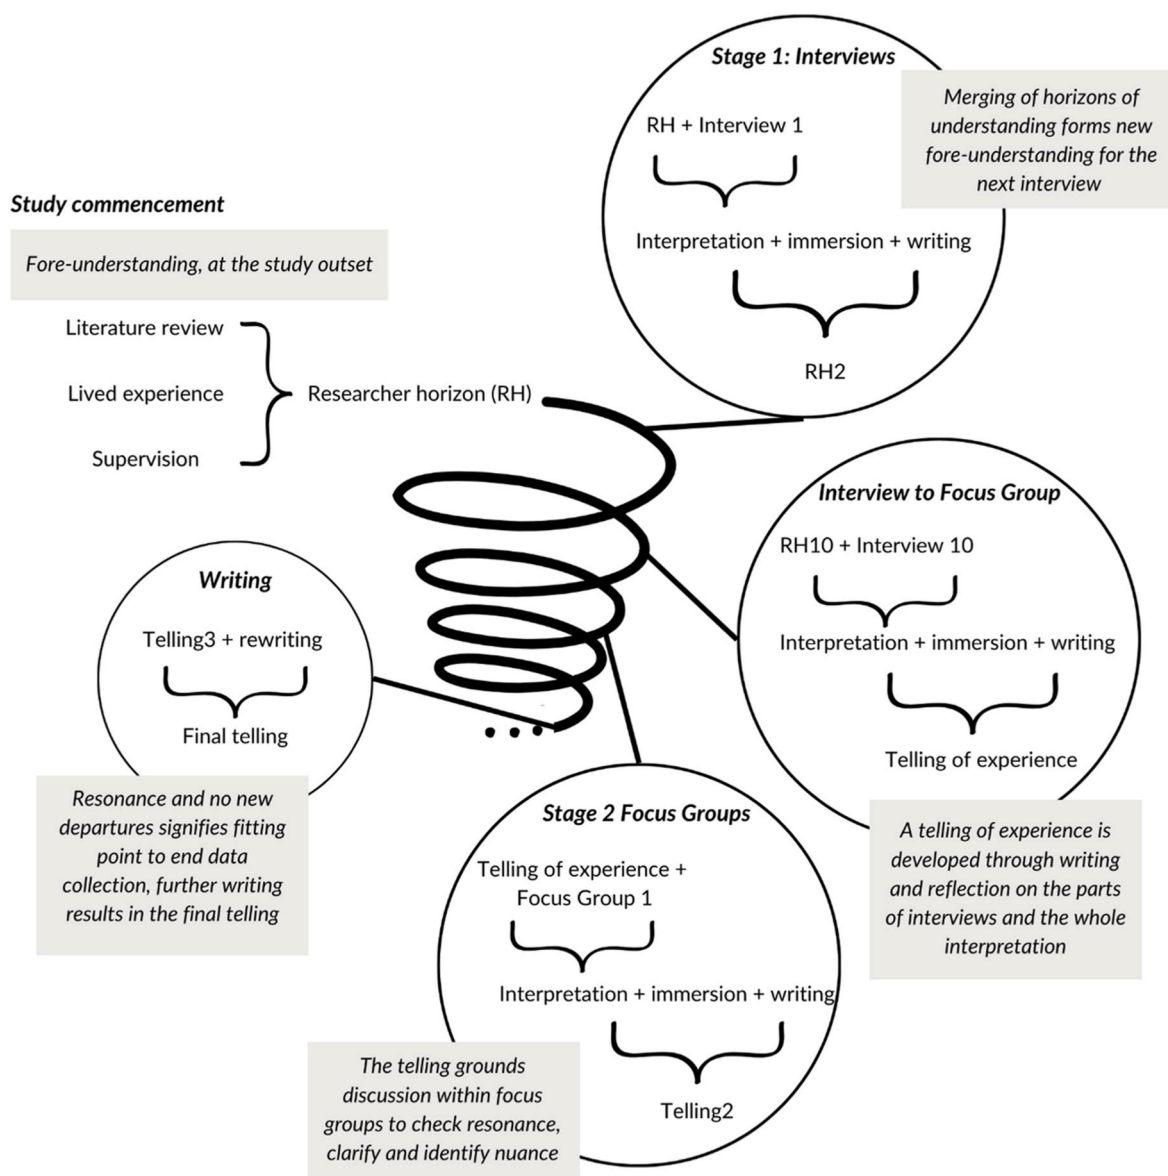 Study commencement
Fore-understanding, at the study outset
Literature review
Lived experience
Supervision
Researcher horizon (RH)
Stage 1: Interviews
RH + Interview 1
Interpretation + immersion + writing
RH2
Merging of horizons of
understanding forms new
fore-understanding for the
next interview
Interview to Focus Group
RH10 + Interview 10
Interpretation + immersion + writing
Telling of experience
A telling of experience is
developed through writing
and reflection on the parts
of interviews and the whole
interpretation
Stage 2 Focus Groups
Telling of experience +
Focus Group 1
Interpretation + immersion + writing
Telling2
The telling grounds
discussion within focus
groups to check resonance,
clarify and identify nuance
Writing
Telling3 + rewriting
Final telling
Resonance and no new
departures signifies fitting
point to end data
collection, further writing
results in the final telling